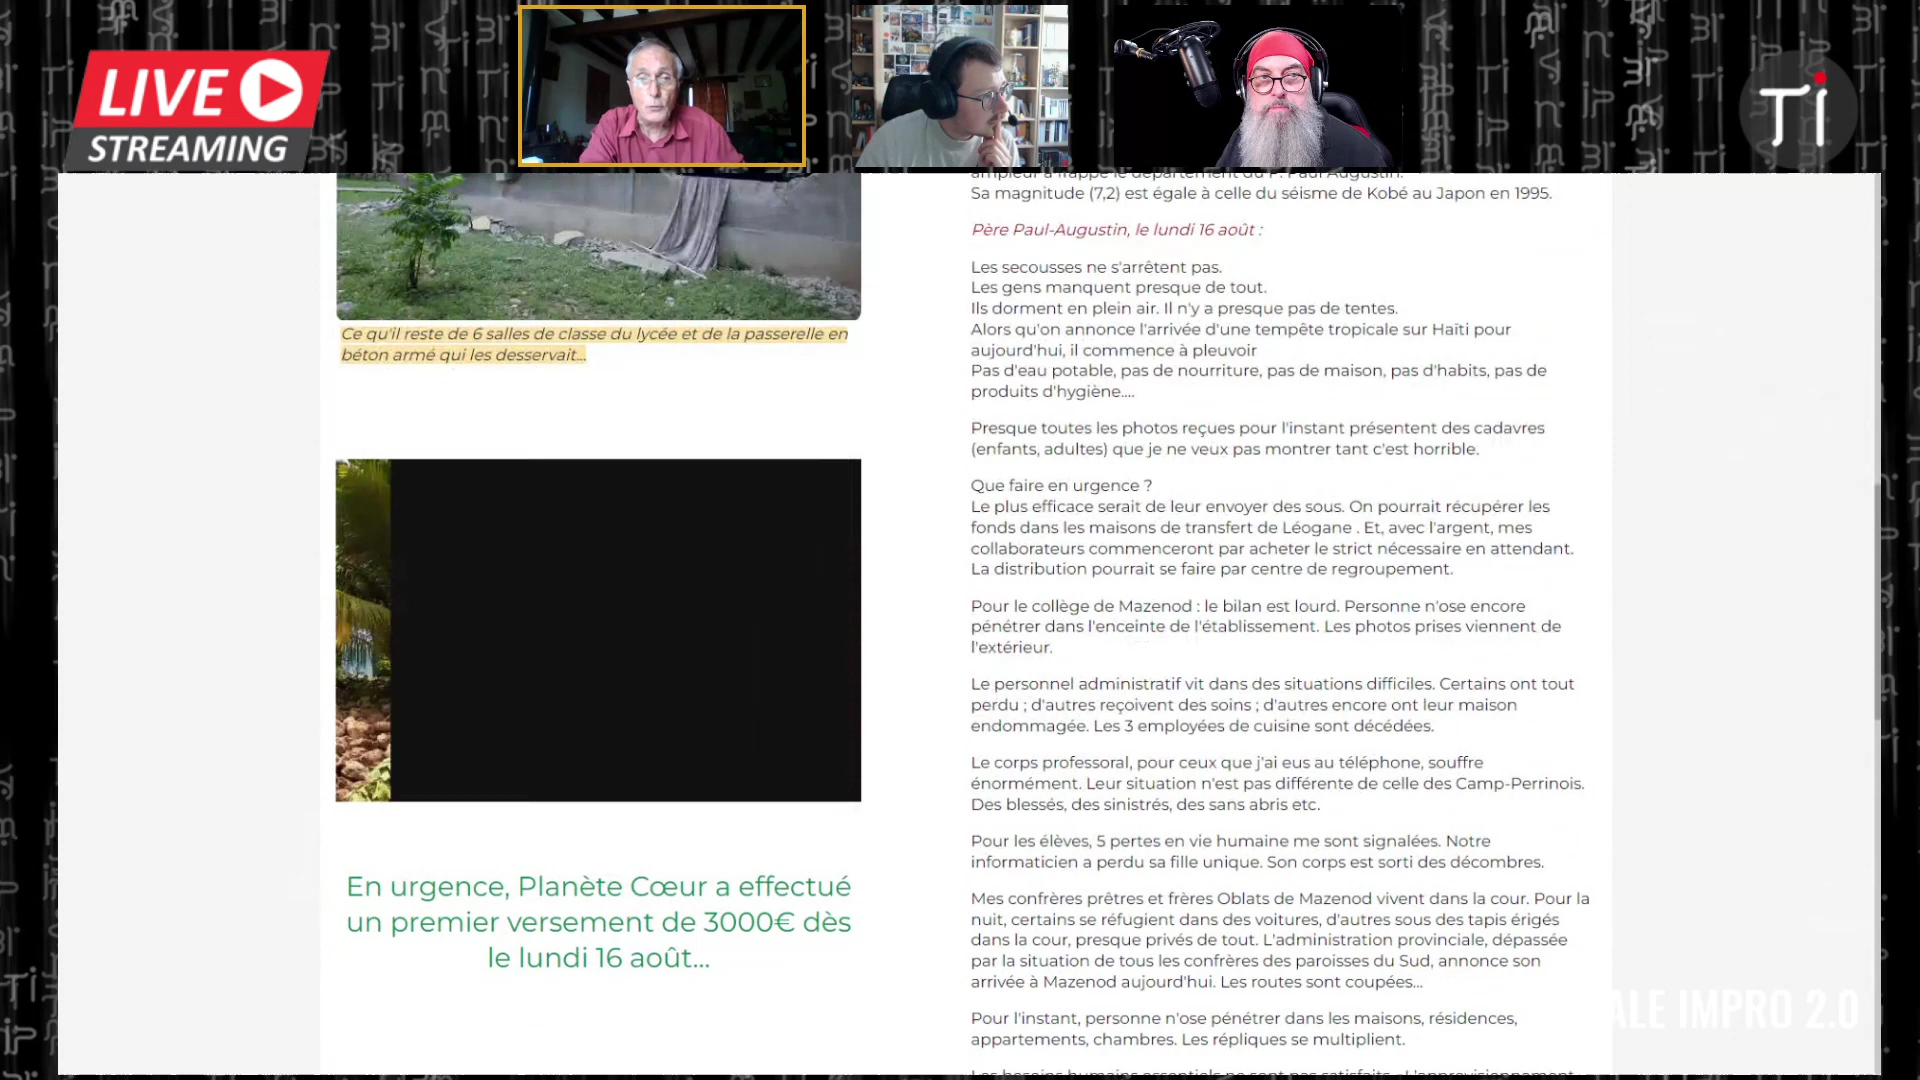 LIVE
STREAMING
Ti
ampleur a frappé le département du P. Paul Augustin.
Sa magnitude (7,2) est égale à celle du séisme de Kobé au Japon en 1995.
Père Paul-Augustin, le lundi 16 août :
Les secousses ne s'arrêtent pas.
Les gens manquent presque de tout.
Ils dorment en plein air. Il n'y a presque pas de tentes.
Alors qu'on annonce l'arrivée d'une tempête tropicale sur Haïti pour
aujourd'hui, il commence à pleuvoir
Pas d'eau potable, pas de nourriture, pas de maison, pas d'habits, pas de
produits d'hygiène....
Presque toutes les photos reçues pour l'instant présentent des cadavres
(enfants, adultes) que je ne veux pas montrer tant c'est horrible.
Que faire en urgence ?
Le plus efficace serait de leur envoyer des sous. On pourrait récupérer les
fonds dans les maisons de transfert de Léogane . Et, avec l'argent, mes
collaborateurs commenceront par acheter le strict nécessaire en attendant.
La distribution pourrait se faire par centre de regroupement.
Pour le collège de Mazenod : le bilan est lourd. Personne n'ose encore
pénétrer dans l'enceinte de l'établissement. Les photos prises viennent de
l'extérieur.
Le personnel administratif vit dans des situations difficiles. Certains ont tout
perdu ; d'autres reçoivent des soins ; d'autres encore ont leur maison
endommagée. Les 3 employées de cuisine sont décédées.
Le corps professoral, pour ceux que j'ai eus au téléphone, souffre
énormément. Leur situation n'est pas différente de celle des Camp-Perrinois.
Des blessés, des sinistrés, des sans abris etc.
Pour les élèves, 5 pertes en vie humaine me sont signalées. Notre
informaticien a perdu sa fille unique. Son corps est sorti des décombres.
Mes confrères prêtres et frères Oblats de Mazenod vivent dans la cour. Pour la
nuit, certains se réfugient dans des voitures, d'autres sous des tapis érigés
dans la cour, presque privés de tout. L'administration provinciale, dépassée
par la situation de tous les confrères des paroisses du Sud, annonce son
arrivée à Mazenod aujourd'hui. Les routes sont coupées...
Pour l'instant, personne n'ose pénétrer dans les maisons, résidences,
appartements, chambres. Les répliques se multiplient.
Les besoins humains essentiels ne sont pas satisfaits. L'approvisionnement
Ce qu'il reste de 6 salles de classe du lycée et de la passerelle en
béton armé qui les desservait...
En urgence, Planète Cœur a effectué
un premier versement de 3000€ dès
le lundi 16 août...
ALE IMPRO 2.0